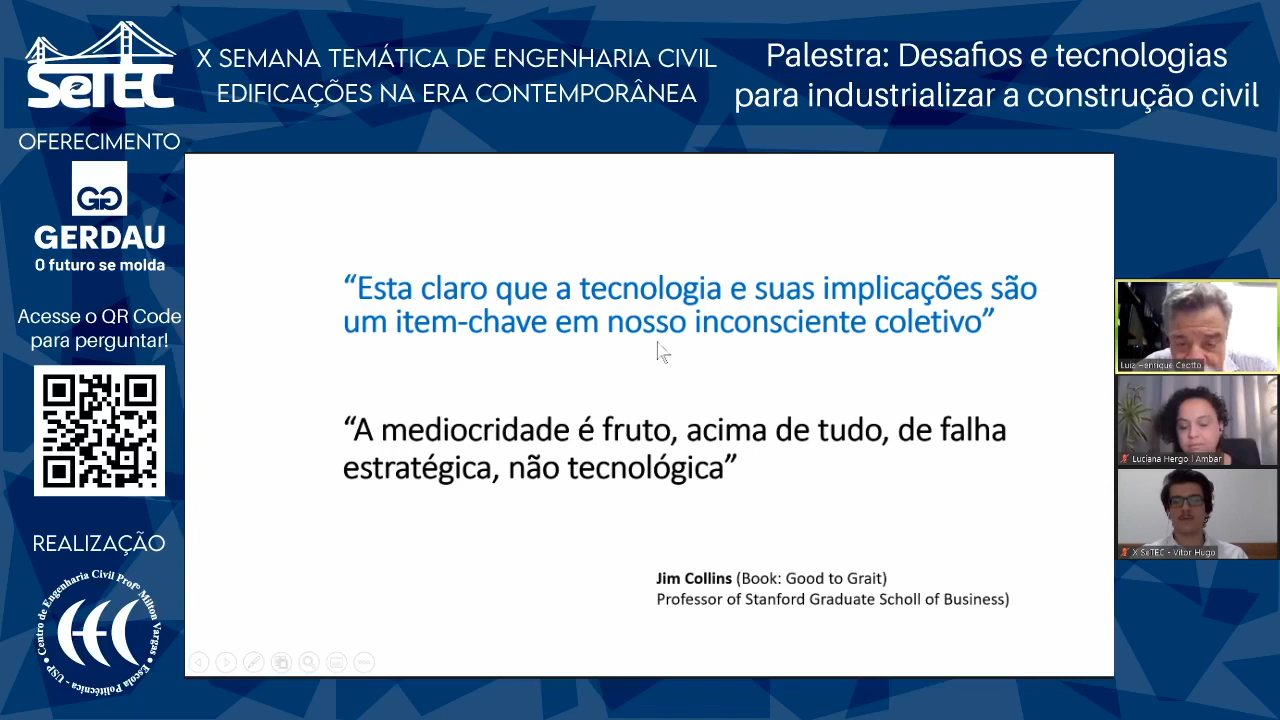 SeTEC
X SEMANA TEMÁTICA DE ENGENHARIA CIVIL
EDIFICAÇÕES NA ERA CONTEMPORÂNEA
Palestra: Desafios e tecnologias
para industrializar a construção civil
OFERECIMENTO
GERDAU
O futuro se molda
Acesse o QR Code
para perguntar!
REALIZAÇÃO
Centro de Engenharia Civil Profº Milton Vargas
Escola Politécnica - USP
CEC
“Esta claro que a tecnologia e suas implicações são
um item-chave em nosso inconsciente coletivo”
“A mediocridade é fruto, acima de tudo, de falha
estratégica, não tecnológica”
Jim Collins (Book: Good to Grait)
Professor of Stanford Graduate Scholl of Business)
Luiz Henrique Ceotto
Luciana Hergo | Ambar
X SeTEC - Vitor Hugo